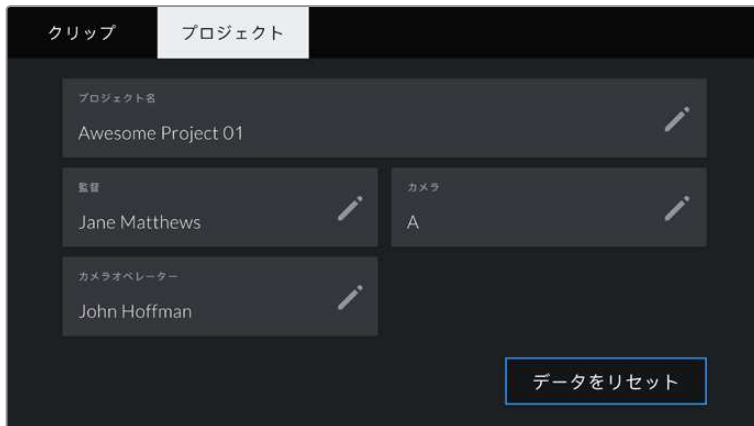 クリップ
プロジェクト
プロジェクト名
Awesome Project 01
監督
Jane Matthews
カメラ
A
カメラオペレーター
John Hoffman
データをリセット